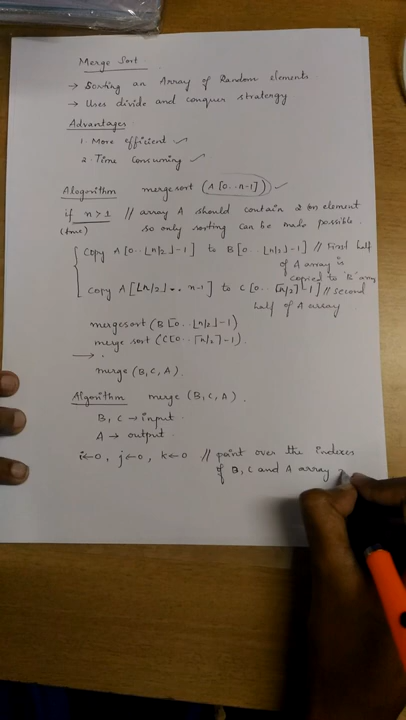 Merge Sort
→ Sorting an Array of Random elements
→ Uses divide and conquer stratergy
Advantages
1. More efficient ✓
2. Time Consuming ✓
Alogorithm mergesort (A[0..n-1]) ✓
if n>1 // array A should contain 2 or more element
(true) so only sorting can be made possible.
Copy A[0..⌊n/2⌋-1] to B[0..⌊n/2⌋-1] // First half
of A array is
copied to 'B' array
Copy A[⌊n/2⌋..n-1] to C[0..⌈n/2⌉-1] // second
half of A array
mergesort (B[0..⌊n/2⌋-1)
merge sort (C[0..⌈n/2⌉-1).
→
merge (B, C, A).
Algorithm merge (B, C, A).
B, C → input
A → output.
i←0, j←0, k←0 // point over the indexes
of B, C and A array